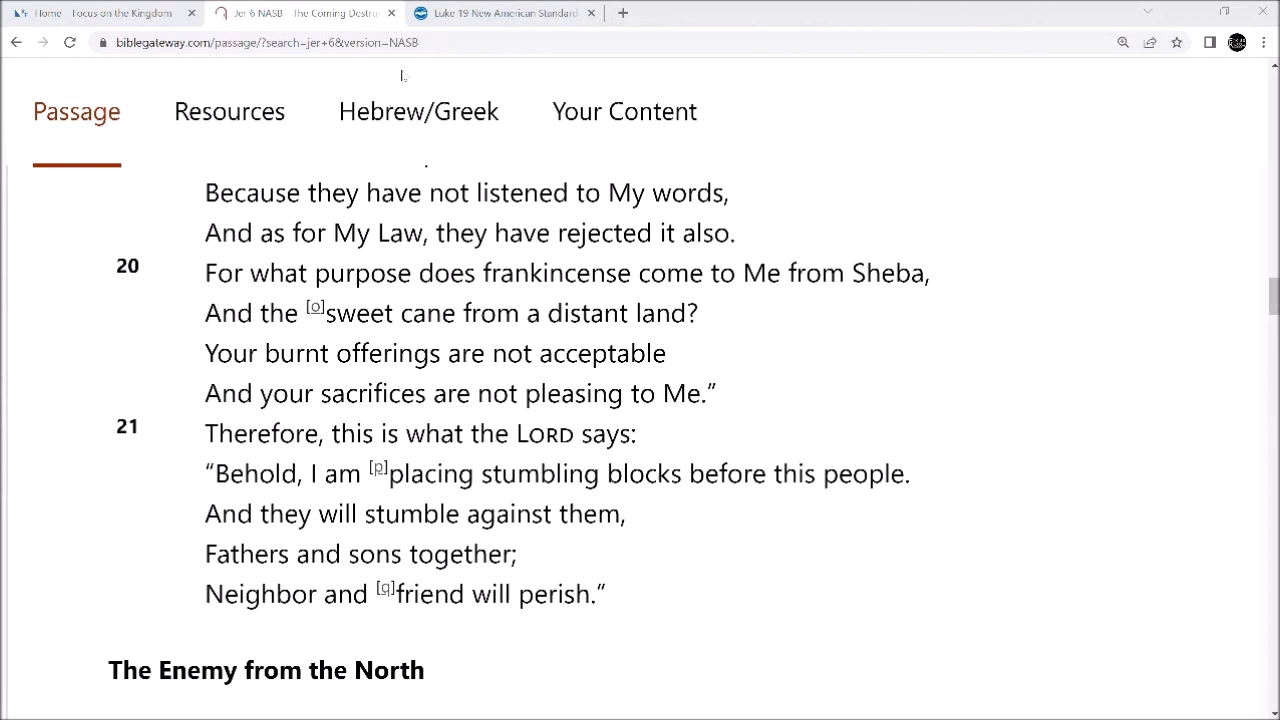 Home - Focus on the Kingdom
Jer 6 NASB - The Coming Destru
Luke 19 New American Standard
biblegateway.com/passage/?search=jer+6&version=NASB
Passage Resources Hebrew/Greek Your Content
Because they have not listened to My words,
And as for My Law, they have rejected it also.
20 For what purpose does frankincense come to Me from Sheba,
And the [o]sweet cane from a distant land?
Your burnt offerings are not acceptable
And your sacrifices are not pleasing to Me.”
21 Therefore, this is what the LORD says:
“Behold, I am [p]placing stumbling blocks before this people.
And they will stumble against them,
Fathers and sons together;
Neighbor and [q]friend will perish.”
The Enemy from the North